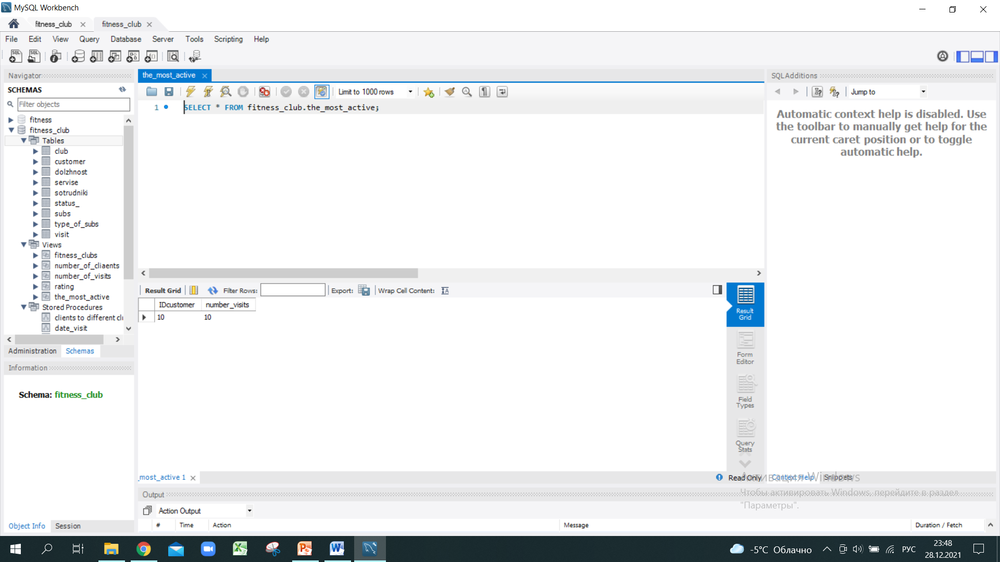 MySQL Workbench
fitness_club
fitness_club
File Edit View Query Database Server Tools Scripting Help
Navigator
SCHEMAS
Filter objects
fitness
fitness_club
Tables
club
customer
dolzhnost
servise
sotrudniki
status_
subs
type_of_subs
visit
Views
fitness_clubs
number_of_cliaents
number_of_visits
rating
the_most_active
Stored Procedures
clients to different clu
date_visit
Administration Schemas
Information
Schema: fitness_club
Object Info Session
the_most_active
Limit to 1000 rows
1 SELECT * FROM fitness_club.the_most_active;
Result Grid Filter Rows: Export: Wrap Cell Content:
IDcustomer number_visits
10 10
Result Grid
Form Editor
Field Types
Query Stats
_most_active 1
Read Only
Output
Action Output
# Time Action Message Duration / Fetch
SQLAdditions
Jump to
Automatic context help is disabled. Use
the toolbar to manually get help for the
current caret position or to toggle
automatic help.
Context Help Snippets
Активация Windows
Чтобы активировать Windows, перейдите в раздел
"Параметры".
-5°C Облачно
РУС
23:48
28.12.2021